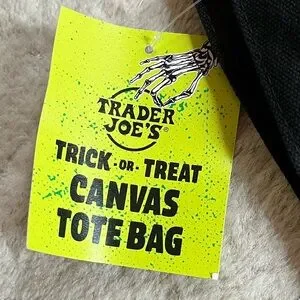 TRADER
JOE'S®
TRICK-OR-TREAT
CANVAS
TOTE BAG